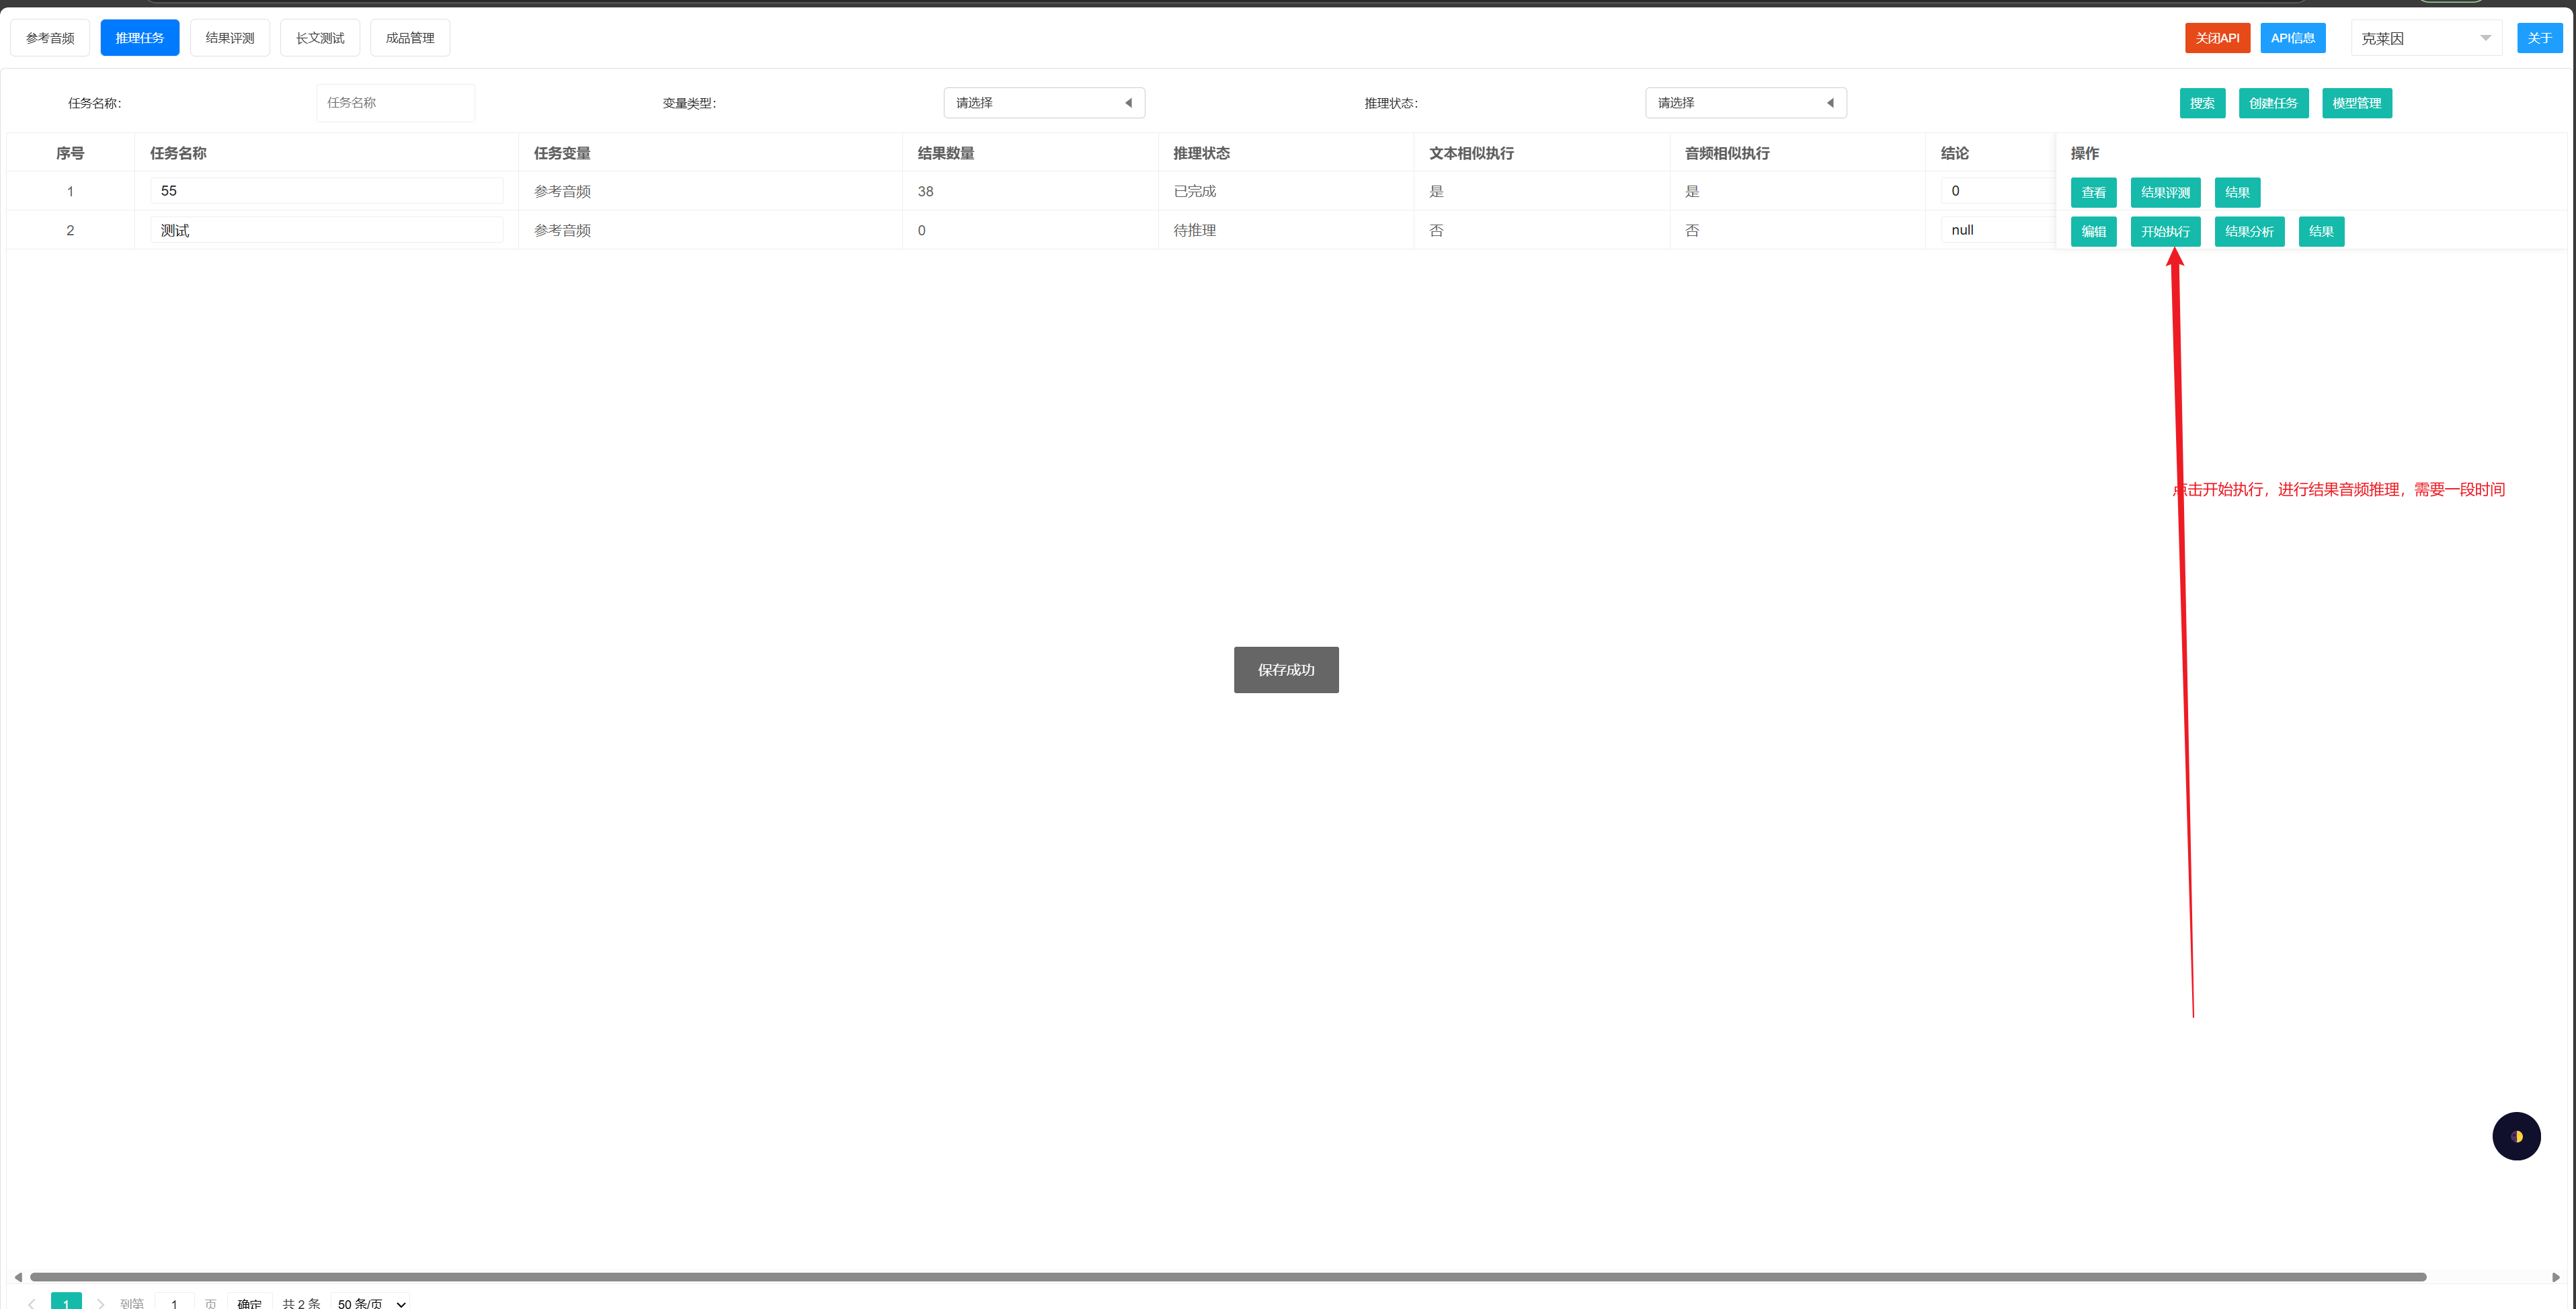 参考音频 推理任务 结果评测 长文测试 成品管理 关闭API API信息 克莱因 关于
任务名称: 任务名称 变量类型: 请选择 推理状态: 请选择 搜索 创建任务 模型管理
序号 任务名称 任务变量 结果数量 推理状态 文本相似执行 音频相似执行 结论 操作
1 55 参考音频 38 已完成 是 是 0 查看 结果评测 结果
2 测试 参考音频 0 待推理 否 否 null 编辑 开始执行 结果分析 结果
点击开始执行，进行结果音频推理，需要一段时间
保存成功
1 到第 1 页 确定 共 2 条 50 条/页